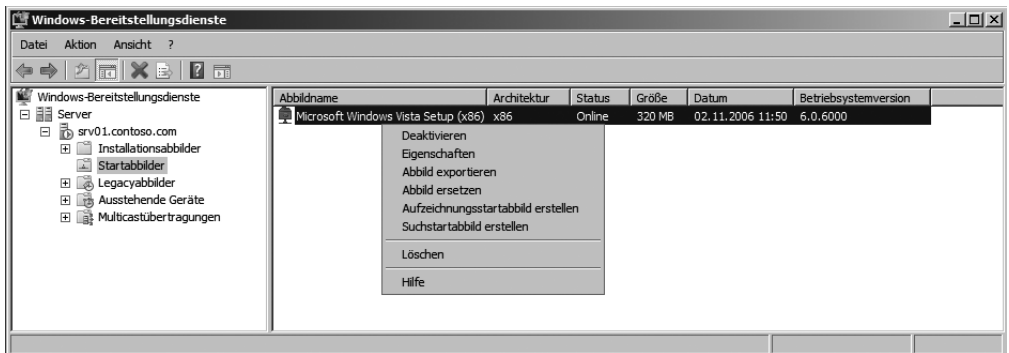 Windows-Bereitstellungsdienste
Datei Aktion Ansicht ?
Windows-Bereitstellungsdienste
Server
srv01.contoso.com
Installationsabbilder
Startabbilder
Legacyabbilder
Ausstehende Geräte
Multicastübertragungen
Abbildname Architektur Status Größe Datum Betriebsystemversion
Microsoft Windows Vista Setup (x86) x86 Online 320 MB 02.11.2006 11:50 6.0.6000
Deaktivieren
Eigenschaften
Abbild exportieren
Abbild ersetzen
Aufzeichnungsstartabbild erstellen
Suchstartabbild erstellen
Löschen
Hilfe